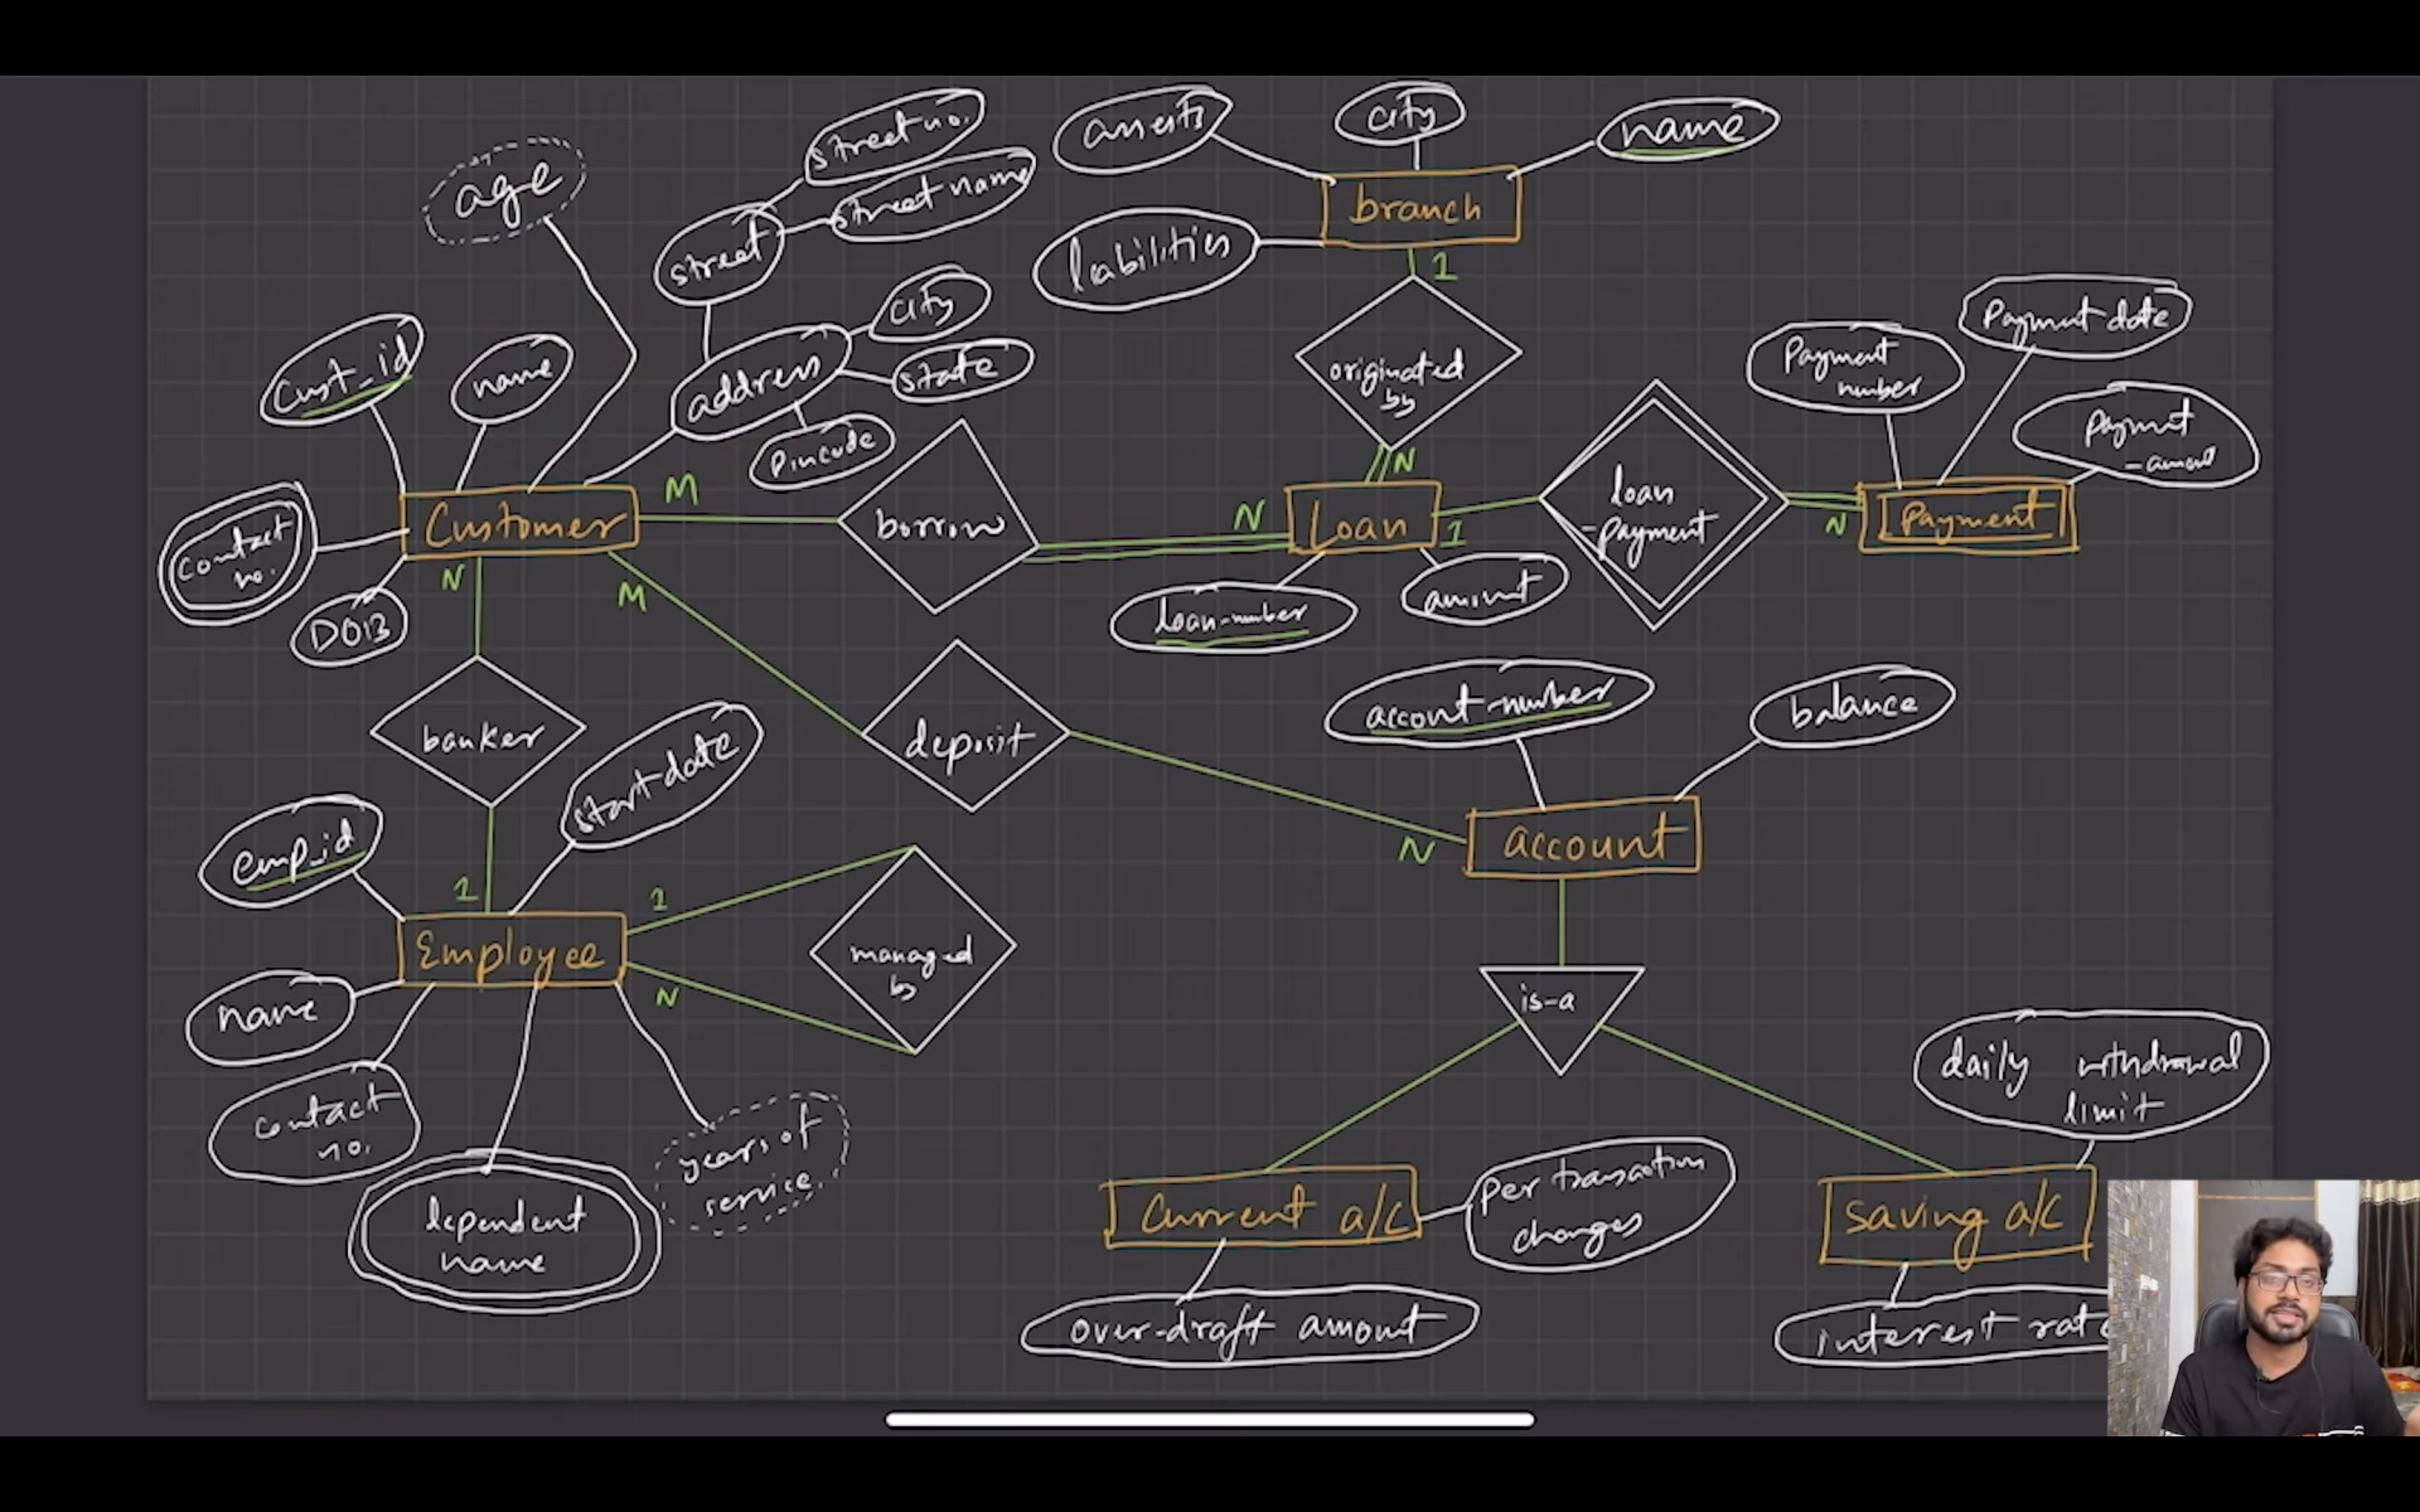 street no.
assests
city
name
age
street name
street
branch
liabilities
1
city
Payment date
cust_id
name
address
state
originated
by
Payment
number
Paymnt
-amount
pincode
M
N
loan
-payment
Customer
borrow
N
Loan
1
N
Payment
contact
no.
N
M
loan-number
amount
DOB
account-number
balance
banker
start-date
deposit
emp_id
account
N
1
1
Employee
managed
by
N
is-a
name
daily withdrawal
limit
contact
no.
years of
service.
per transaction
changes
dependent
name
Current a/c
saving a/c
over-draft amount
interest rate